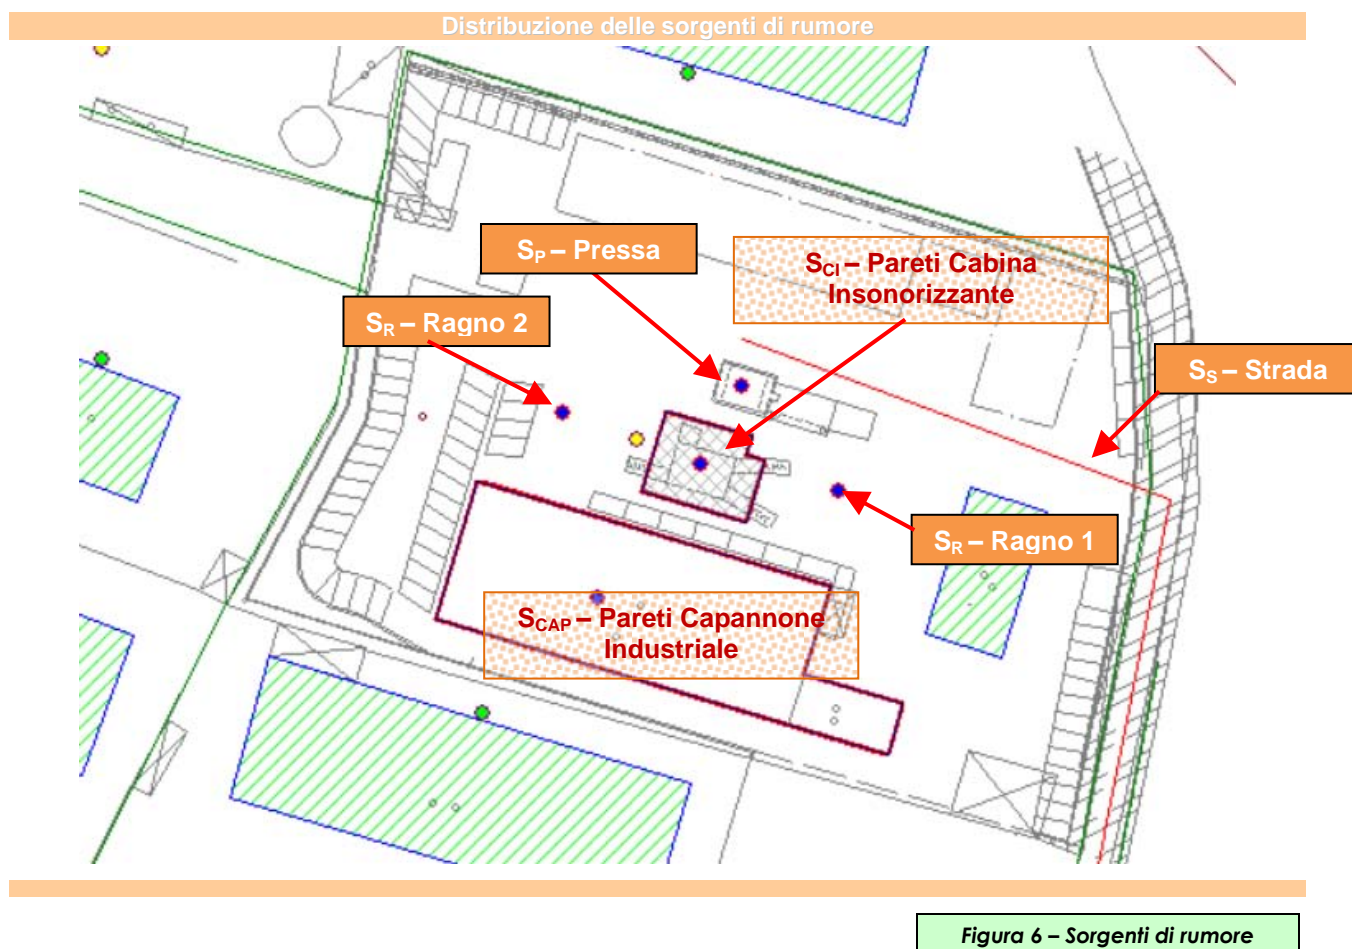 Distribuzione delle sorgenti di rumore
SP – Pressa
SCI – Pareti Cabina
Insonorizzante
SR – Ragno 2
SS – Strada
SR – Ragno 1
SCAP – Pareti Capannone
Industriale
Figura 6 – Sorgenti di rumore